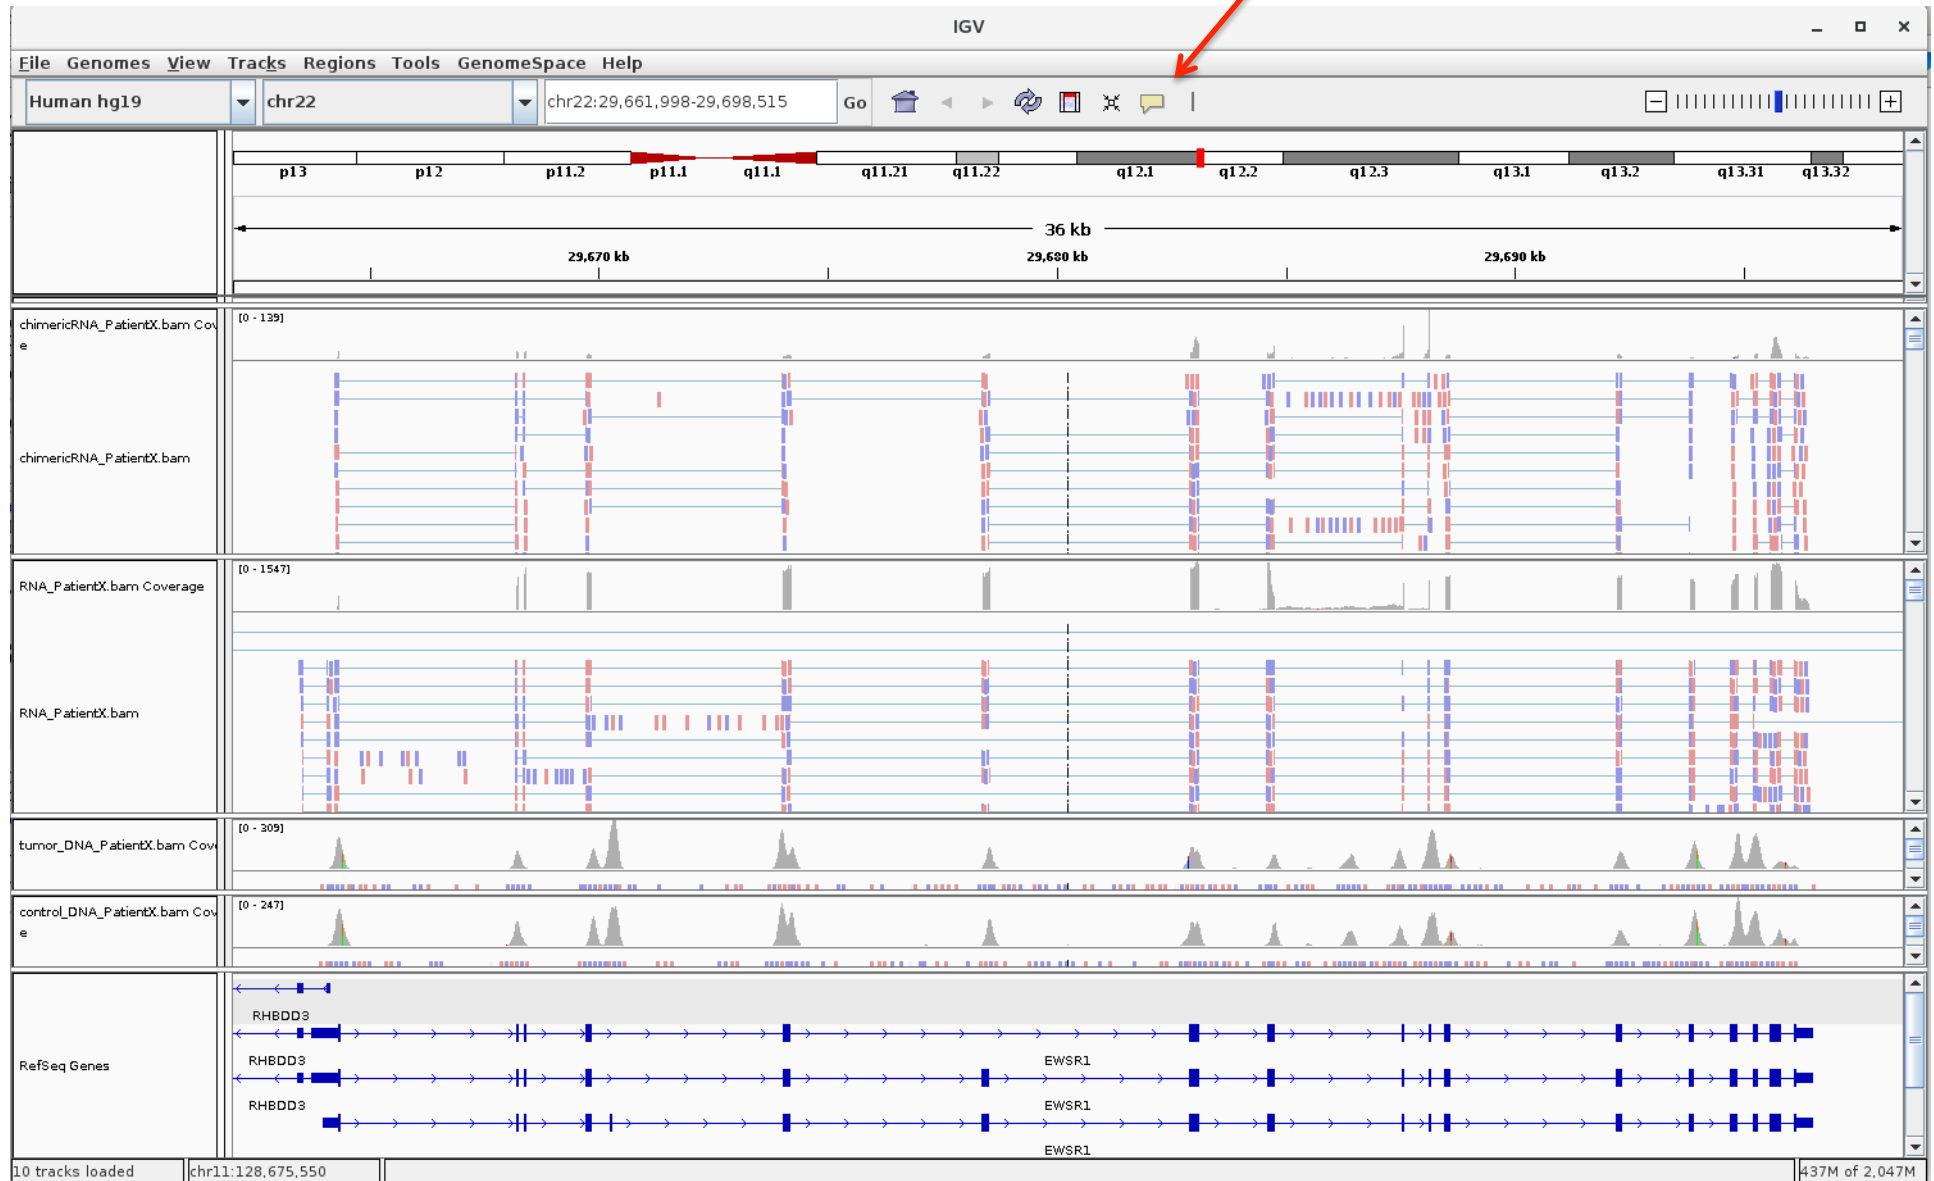 IGV
File Genomes View Tracks Regions Tools GenomeSpace Help
Human hg19 chr22 chr22:29,661,998-29,698,515 Go
p13 p12 p11.2 p11.1 q11.1 q11.21 q11.22 q12.1 q12.2 q12.3 q13.1 q13.2 q13.31 q13.32
36 kb
29,670 kb 29,680 kb 29,690 kb
chimericRNA_PatientX.bam Cov
e
[0 - 139]
chimericRNA_PatientX.bam
RNA_PatientX.bam Coverage
[0 - 1547]
RNA_PatientX.bam
tumor_DNA_PatientX.bam Cov
[0 - 309]
control_DNA_PatientX.bam Cov
e
[0 - 247]
RefSeq Genes
RHBDD3
RHBDD3 EWSR1
RHBDD3 EWSR1
EWSR1
10 tracks loaded chr11:128,675,550 437M of 2,047M